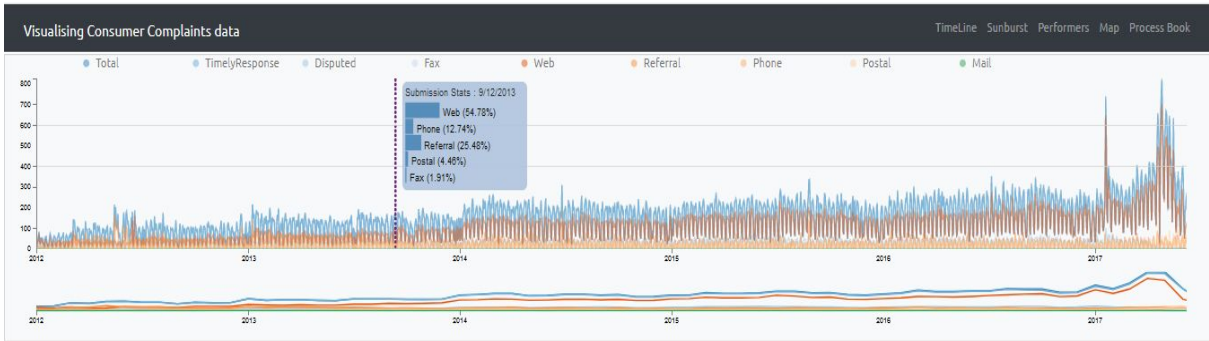 Visualising Consumer Complaints data
TimeLine Sunburst Performers Map Process Book
Total TimelyResponse Disputed Fax Web Referral Phone Postal Mail
800
700
600
500
400
300
200
100
0
Submission Stats : 9/12/2013
Web (54.78%)
Phone (12.74%)
Referral (25.48%)
Postal (4.46%)
Fax (1.91%)
2012 2013 2014 2015 2016 2017
2012 2013 2014 2015 2016 2017